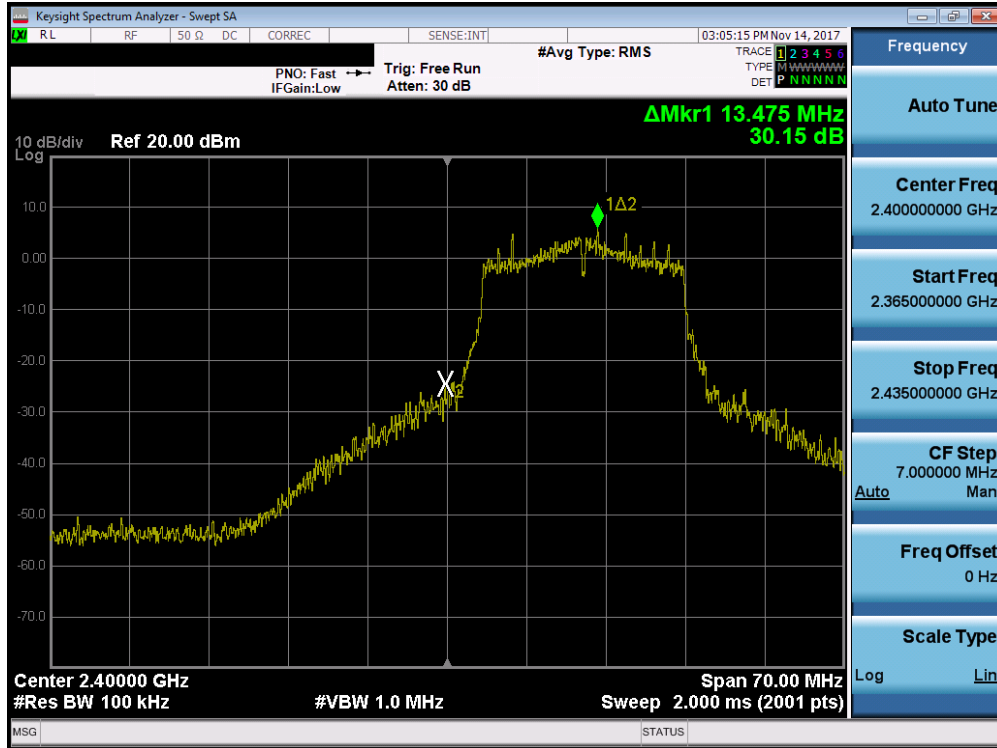 Keysight Spectrum Analyzer - Swept SA
LXI RL RF 50 Ω DC CORREC SENSE:INT 03:05:15 PM Nov 14, 2017
#Avg Type: RMS
TRACE 1 2 3 4 5 6
PNO: Fast Trig: Free Run
TYPE M WWWWW
IFGain:Low Atten: 30 dB
DET P N N N N N
ΔMkr1 13.475 MHz
30.15 dB
10 dB/div Ref 20.00 dBm
Log
1Δ2
10.0
0.00
-10.0
-20.0
X2
-30.0
-40.0
-50.0
-60.0
-70.0
Center 2.40000 GHz Span 70.00 MHz
#Res BW 100 kHz #VBW 1.0 MHz Sweep 2.000 ms (2001 pts)
MSG STATUS
Frequency
Auto Tune
Center Freq
2.400000000 GHz
Start Freq
2.365000000 GHz
Stop Freq
2.435000000 GHz
CF Step
7.000000 MHz
Auto Man
Freq Offset
0 Hz
Scale Type
Log Lin